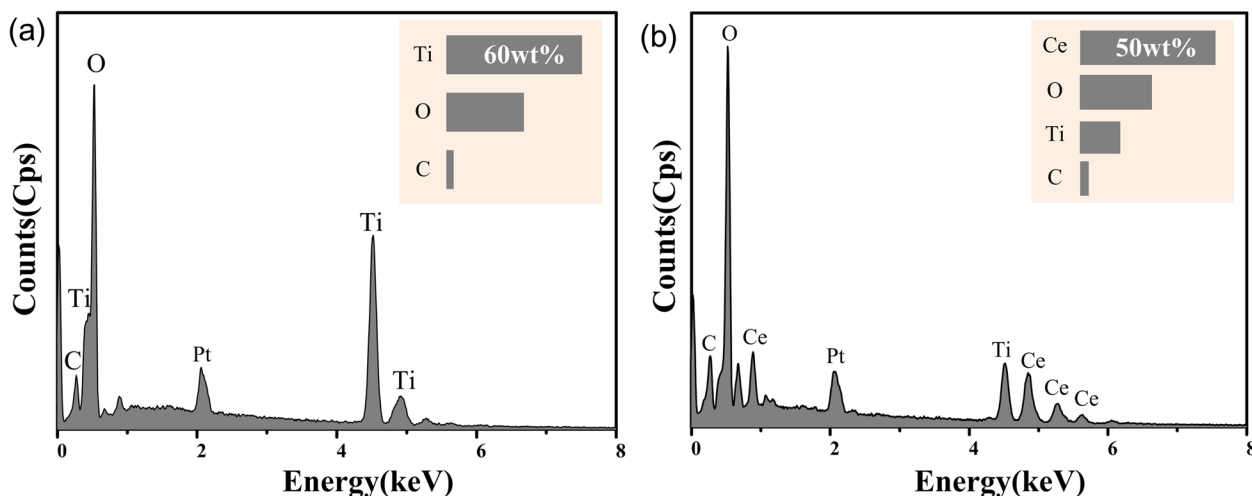 (a)
Counts(Cps)
O
Ti
C
Pt
Ti
Ti
Ti 60wt%
O
C
0 2 4 6 8
Energy(keV)
(b)
Counts(Cps)
O
C
Ce
Pt
Ti
Ce
Ce
Ce
Ce 50wt%
O
Ti
C
0 2 4 6 8
Energy(keV)